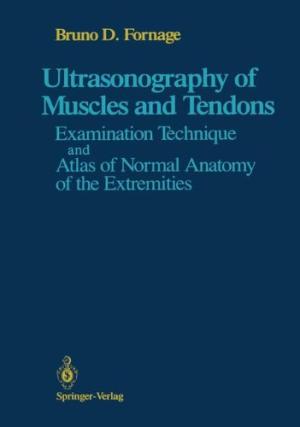 Bruno D. Fornage
Ultrasonography of
Muscles and Tendons
Examination Technique
and
Atlas of Normal Anatomy
of the Extremities
Springer-Verlag